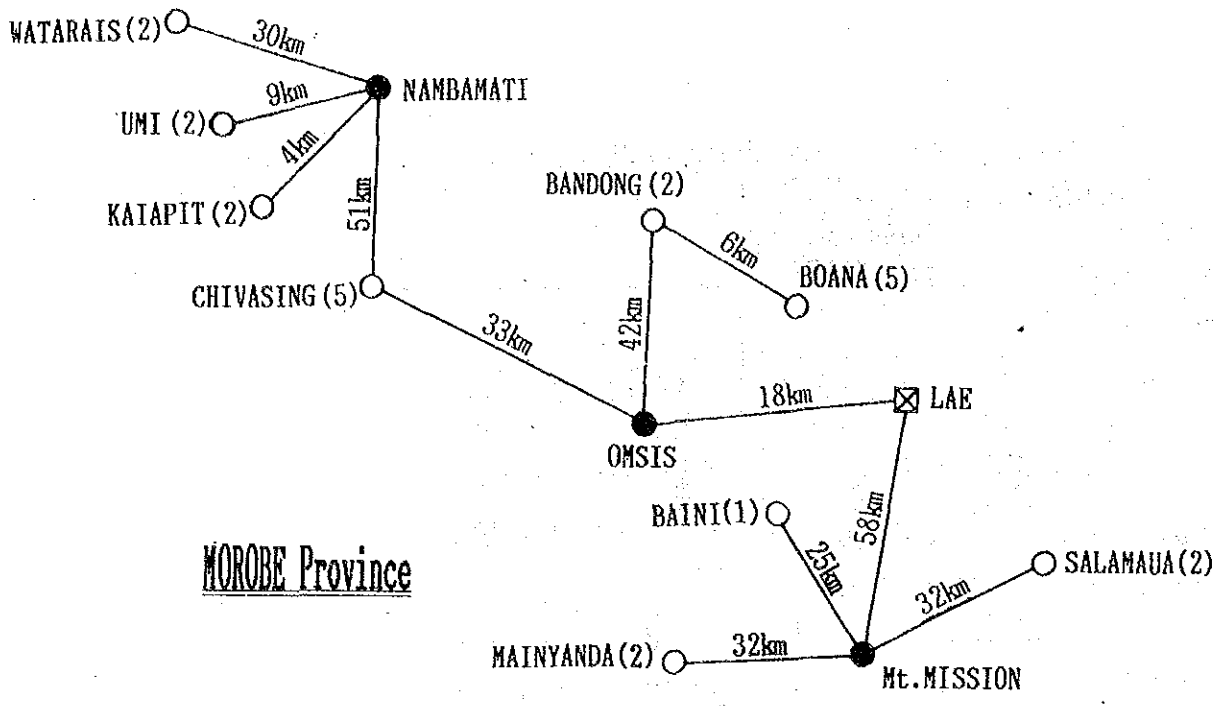 WATARAIS(2)
30km
NAMBAMATI
9km
UMI(2)
4km
KAIAPIT(2)
51km
BANDONG(2)
6km
BOANA(5)
CHIVASING(5)
33km
42km
18km
LAE
OMSIS
BAINI(1)
58km
25km
SALAMAUA(2)
32km
MOROBE Province
MAINYANDA(2)
32km
Mt.MISSION